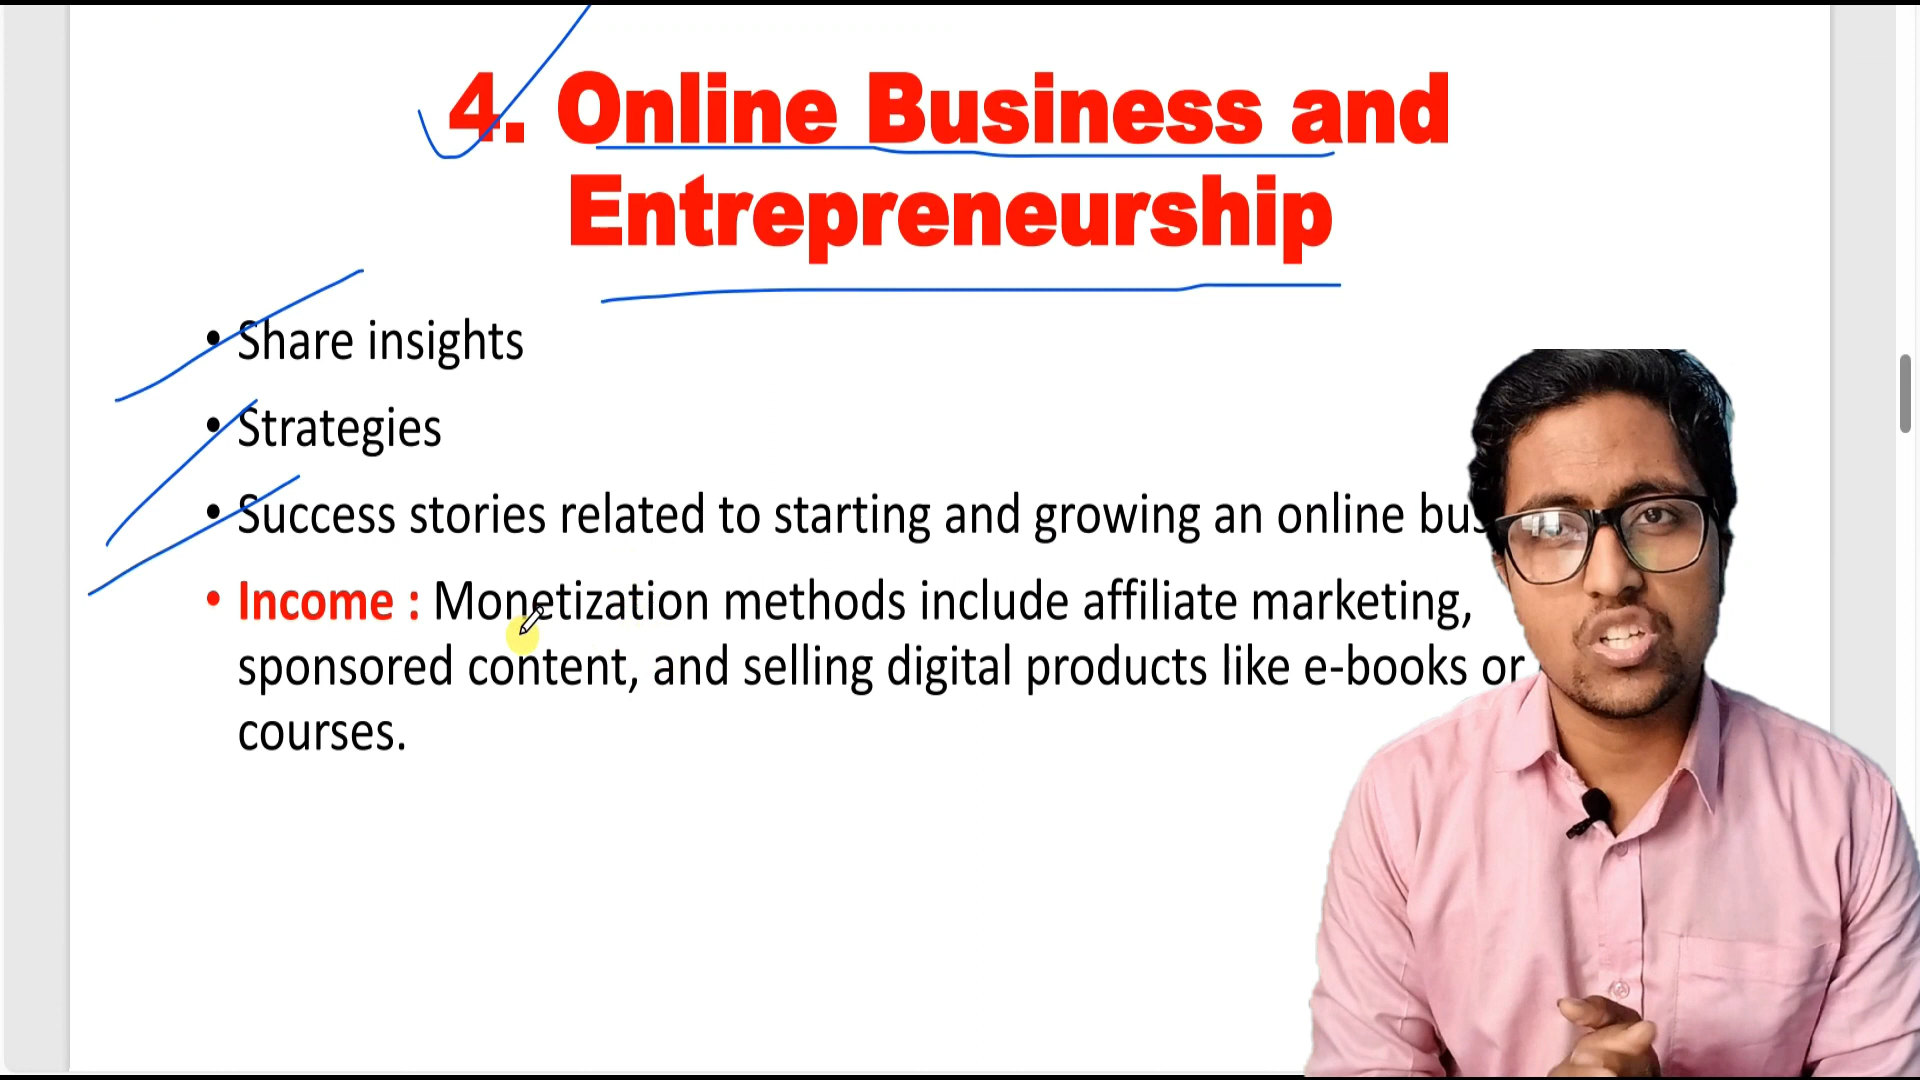 4. Online Business and
Entrepreneurship
• Share insights
• Strategies
• Success stories related to starting and growing an online
• Income : Monetization methods include affiliate marketing,
sponsored content, and selling digital products like e-books or
courses.